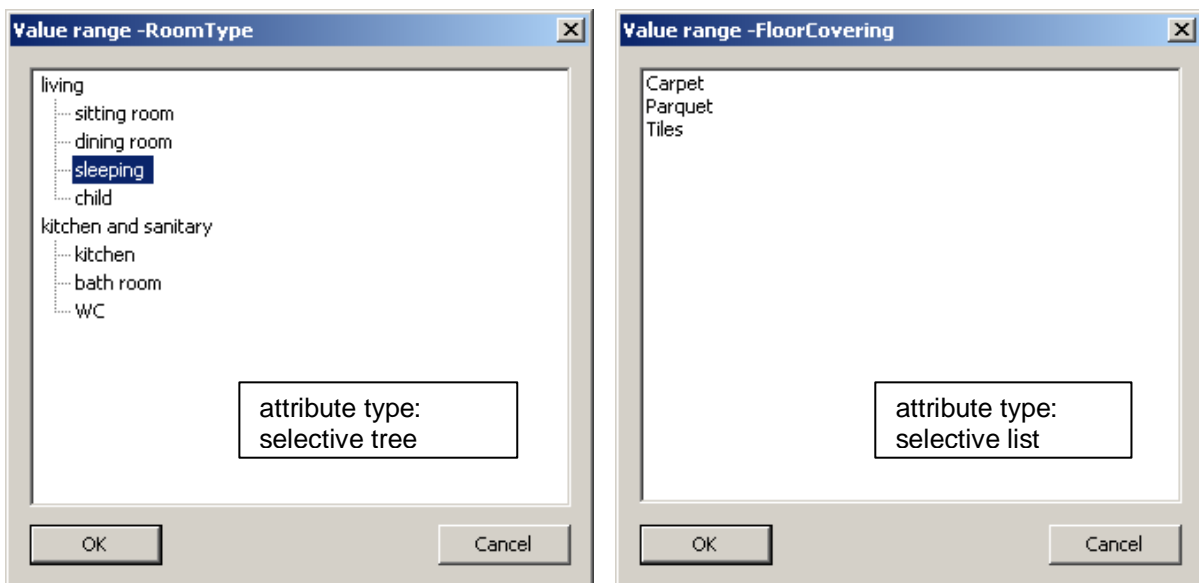 Value range -RoomType
living
sitting room
dining room
sleeping
child
kitchen and sanitary
kitchen
bath room
WC
attribute type:
selective tree
OK
Cancel
Value range -FloorCovering
Carpet
Parquet
Tiles
attribute type:
selective list
OK
Cancel